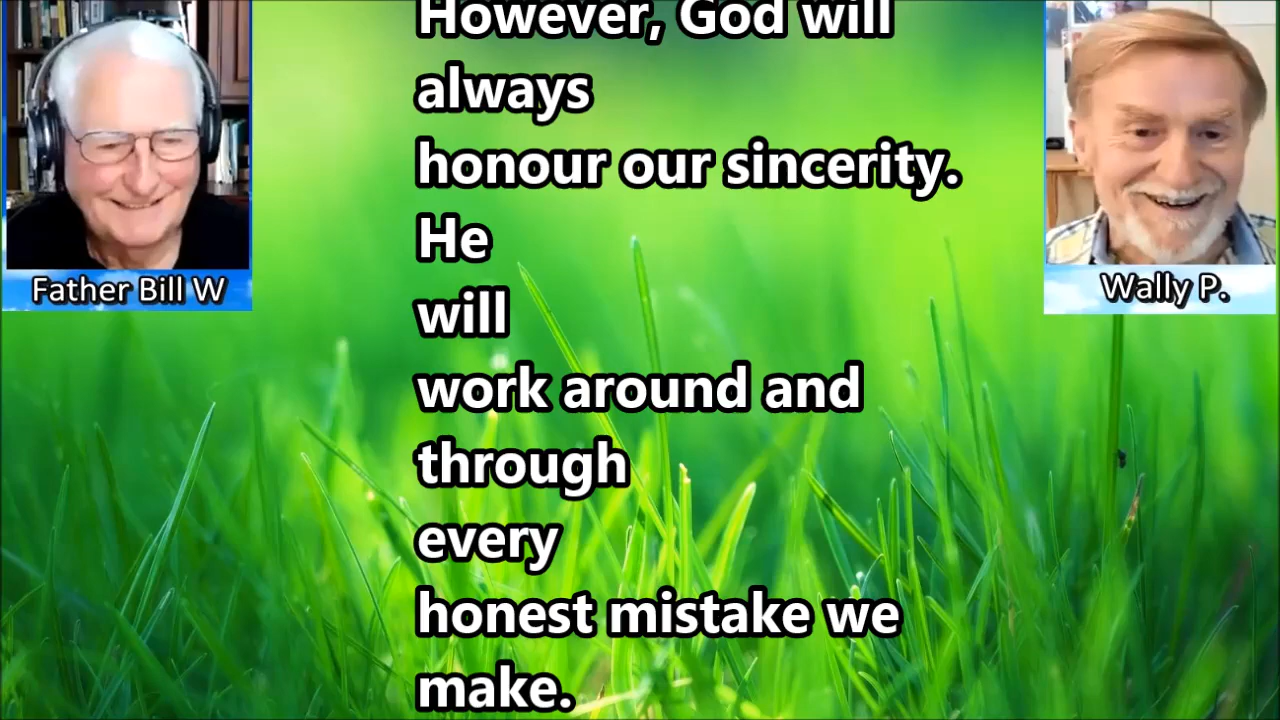 However, God will
always
honour our sincerity.
He
will
work around and
through
every
honest mistake we
make.
Father Bill W
Wally P.